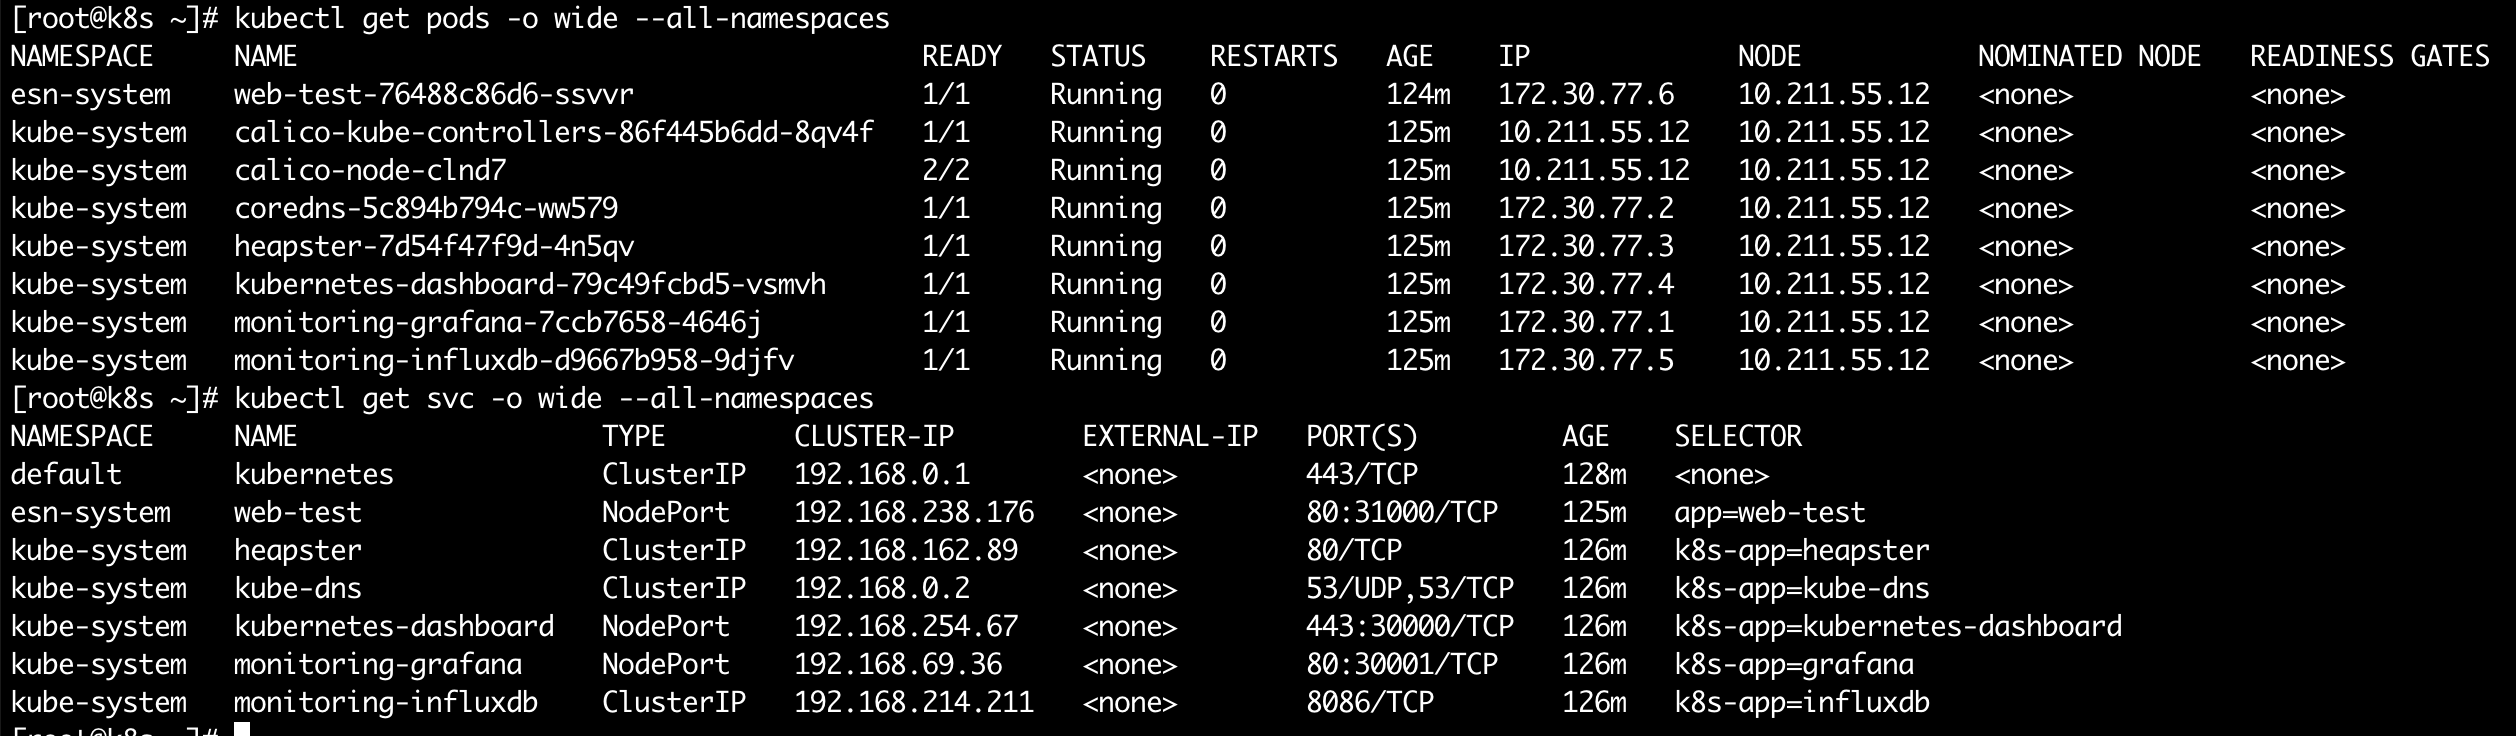 [root@k8s ~]# kubectl get pods -o wide --all-namespaces
NAMESPACE     NAME                                       READY   STATUS    RESTARTS   AGE    IP             NODE           NOMINATED NODE   READINESS GATES
esn-system    web-test-76488c86d6-ssvvr                  1/1     Running   0          124m   172.30.77.6    10.211.55.12   <none>           <none>
kube-system   calico-kube-controllers-86f445b6dd-8qv4f   1/1     Running   0          125m   10.211.55.12   10.211.55.12   <none>           <none>
kube-system   calico-node-clnd7                          2/2     Running   0          125m   10.211.55.12   10.211.55.12   <none>           <none>
kube-system   coredns-5c894b794c-ww579                   1/1     Running   0          125m   172.30.77.2    10.211.55.12   <none>           <none>
kube-system   heapster-7d54f47f9d-4n5qv                  1/1     Running   0          125m   172.30.77.3    10.211.55.12   <none>           <none>
kube-system   kubernetes-dashboard-79c49fcbd5-vsmvh      1/1     Running   0          125m   172.30.77.4    10.211.55.12   <none>           <none>
kube-system   monitoring-grafana-7ccb7658-4646j          1/1     Running   0          125m   172.30.77.1    10.211.55.12   <none>           <none>
kube-system   monitoring-influxdb-d9667b958-9djfv        1/1     Running   0          125m   172.30.77.5    10.211.55.12   <none>           <none>
[root@k8s ~]# kubectl get svc -o wide --all-namespaces
NAMESPACE     NAME                   TYPE        CLUSTER-IP        EXTERNAL-IP   PORT(S)         AGE    SELECTOR
default       kubernetes             ClusterIP   192.168.0.1       <none>        443/TCP         128m   <none>
esn-system    web-test               NodePort    192.168.238.176   <none>        80:31000/TCP    125m   app=web-test
kube-system   heapster               ClusterIP   192.168.162.89    <none>        80/TCP          126m   k8s-app=heapster
kube-system   kube-dns               ClusterIP   192.168.0.2       <none>        53/UDP,53/TCP   126m   k8s-app=kube-dns
kube-system   kubernetes-dashboard   NodePort    192.168.254.67    <none>        443:30000/TCP   126m   k8s-app=kubernetes-dashboard
kube-system   monitoring-grafana     NodePort    192.168.69.36     <none>        80:30001/TCP    126m   k8s-app=grafana
kube-system   monitoring-influxdb    ClusterIP   192.168.214.211   <none>        8086/TCP        126m   k8s-app=influxdb
[root@k8s ~]#